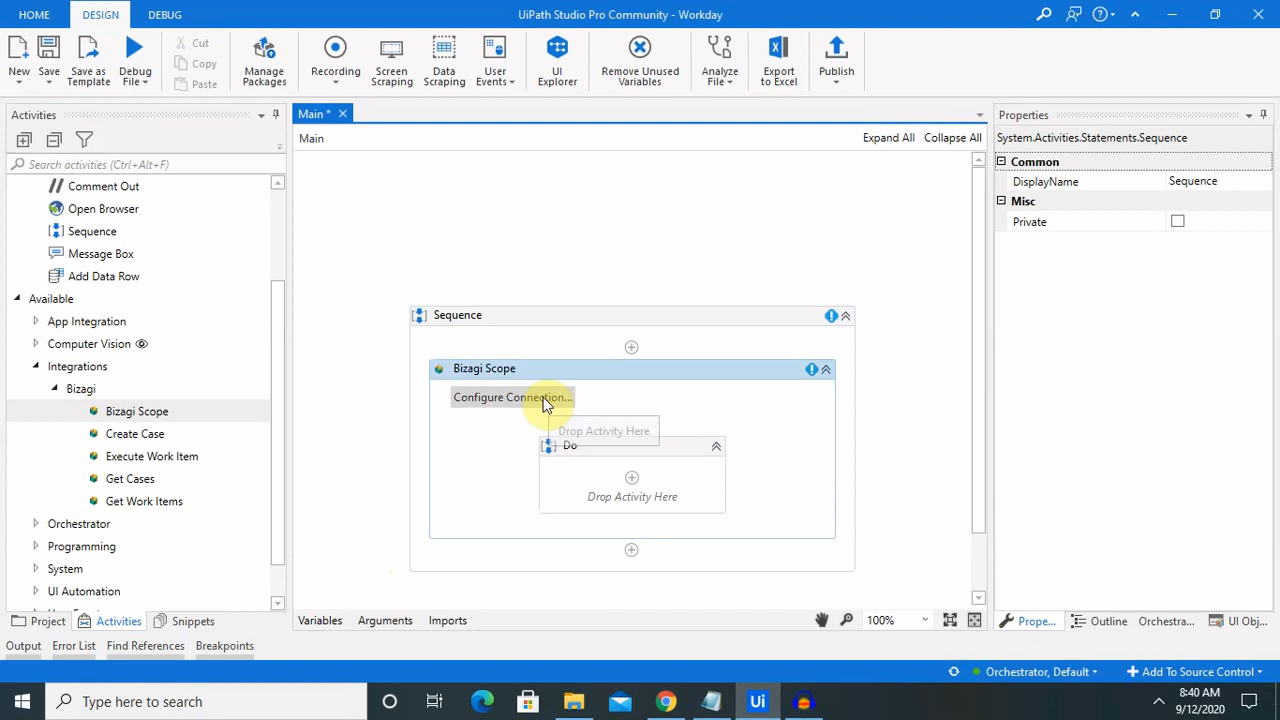 HOME DESIGN DEBUG UiPath Studio Pro Community - Workday
New Save Save as Template Debug File Cut Copy Paste Manage Packages Recording Screen Scraping Data Scraping User Events UI Explorer Remove Unused Variables Analyze File Export to Excel Publish
Activities
Search activities (Ctrl+Alt+F)
Comment Out
Open Browser
Sequence
Message Box
Add Data Row
Available
App Integration
Computer Vision
Integrations
Bizagi
Bizagi Scope
Create Case
Execute Work Item
Get Cases
Get Work Items
Orchestrator
Programming
System
UI Automation
Project Activities Snippets
Main *
Main Expand All Collapse All
Sequence
Bizagi Scope
Configure Connection...
Drop Activity Here
Do
Drop Activity Here
Variables Arguments Imports 100%
Properties
System.Activities.Statements.Sequence
Common
DisplayName Sequence
Misc
Private
Prope... Outline Orchestra... UI Obj...
Output Error List Find References Breakpoints
Orchestrator, Default Add To Source Control
Type here to search
Ui
8:40 AM
9/12/2020